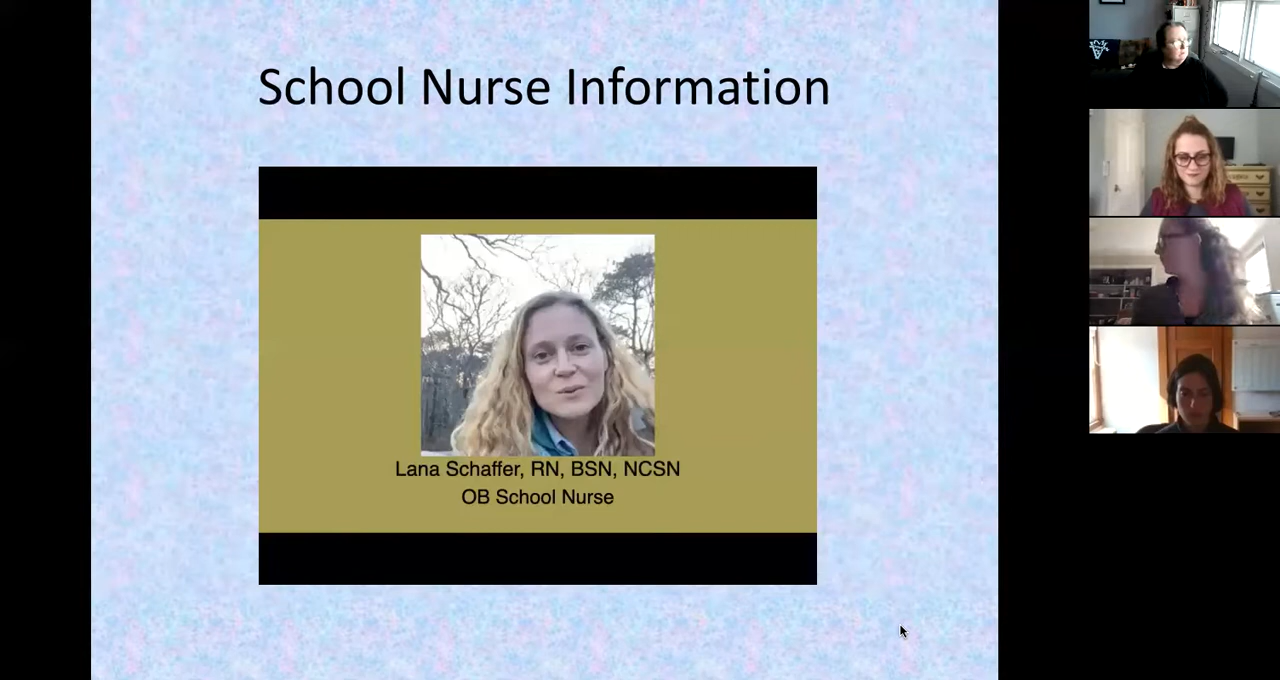 School Nurse Information
Lana Schaffer, RN, BSN, NCSN
OB School Nurse